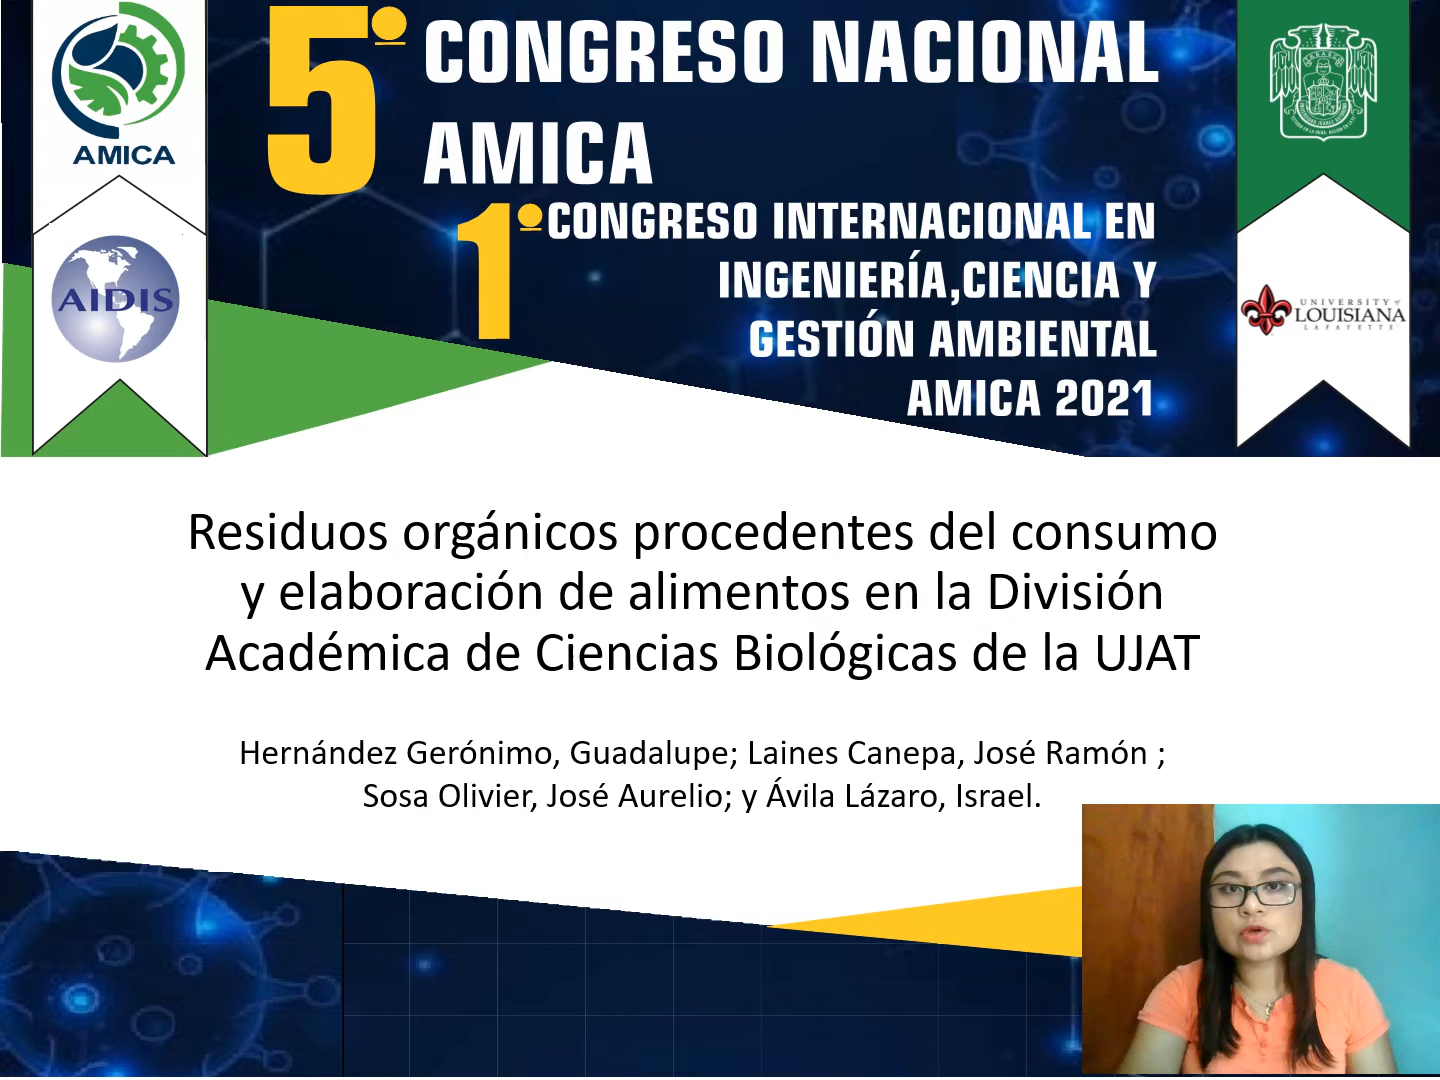 AMICA
AIDIS
5º CONGRESO NACIONAL
AMICA
1º CONGRESO INTERNACIONAL EN
INGENIERÍA,CIENCIA Y
GESTIÓN AMBIENTAL
AMICA 2021
UNIVERSITY of
LOUISIANA
LAFAYETTE
Residuos orgánicos procedentes del consumo
y elaboración de alimentos en la División
Académica de Ciencias Biológicas de la UJAT
Hernández Gerónimo, Guadalupe; Laines Canepa, José Ramón ;
Sosa Olivier, José Aurelio; y Ávila Lázaro, Israel.